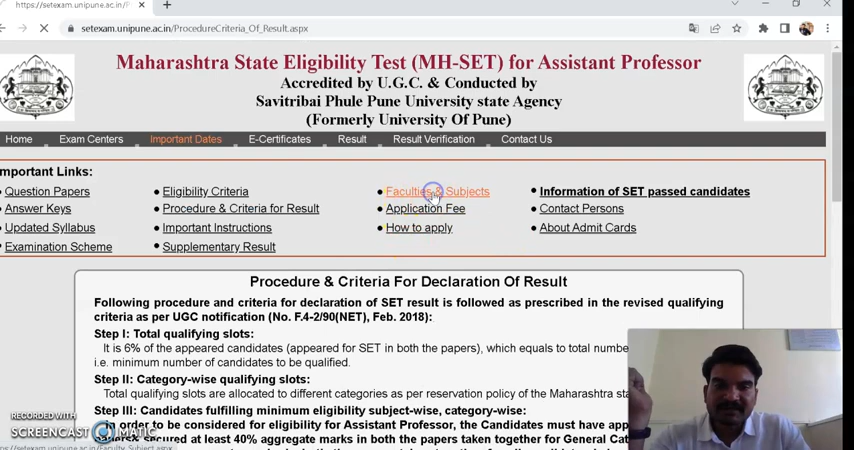 https://setexam.unipune.ac.in/
setexam.unipune.ac.in/ProcedureCriteria_Of_Result.aspx
Maharashtra State Eligibility Test (MH-SET) for Assistant Professor
Accredited by U.G.C. & Conducted by
Savitribai Phule Pune University state Agency
(Formerly University Of Pune)
Home Exam Centers Important Dates E-Certificates Result Result Verification Contact Us
mportant Links:
Question Papers Eligibility Criteria Faculties & Subjects Information of SET passed candidates
Answer Keys Procedure & Criteria for Result Application Fee Contact Persons
Updated Syllabus Important Instructions How to apply About Admit Cards
Examination Scheme Supplementary Result
Procedure & Criteria For Declaration Of Result
Following procedure and criteria for declaration of SET result is followed as prescribed in the revised qualifying
criteria as per UGC notification (No. F.4-2/90(NET), Feb. 2018):
Step I: Total qualifying slots:
It is 6% of the appeared candidates (appeared for SET in both the papers), which equals to total
i.e. minimum number of candidates to be qualified.
Step II: Category-wise qualifying slots:
Total qualifying slots are allocated to different categories as per reservation policy of the Maharashtra
Step III: Candidates fulfilling minimum eligibility subject-wise, category-wise:
In order to be considered for eligibility for Assistant Professor, the Candidates must have
secured at least 40% aggregate marks in both the papers taken together for General
RECORDED WITH
SCREENCAST MATIC